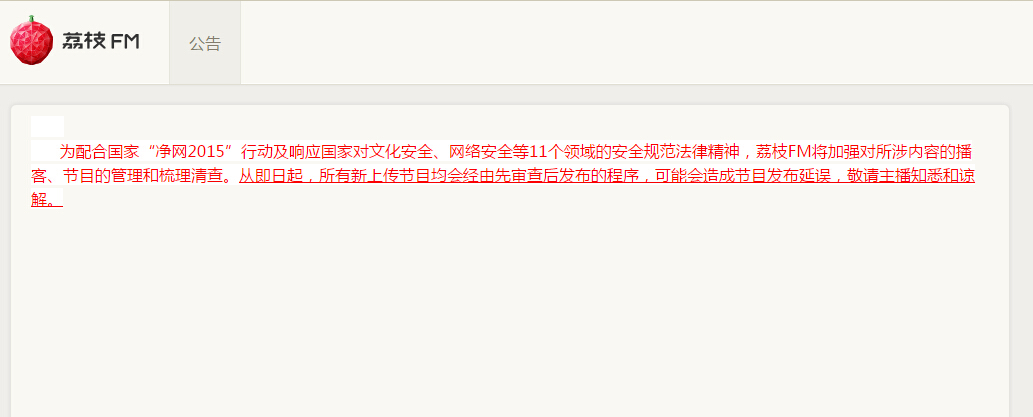 荔枝FM
公告
为配合国家“净网2015”行动及响应国家对文化安全、网络安全等11个领域的安全规范法律精神，荔枝FM将加强对所涉内容的播
客、节目的管理和梳理清查。从即日起，所有新上传节目均会经由先审查后发布的程序，可能会造成节目发布延误，敬请主播知悉和谅
解。